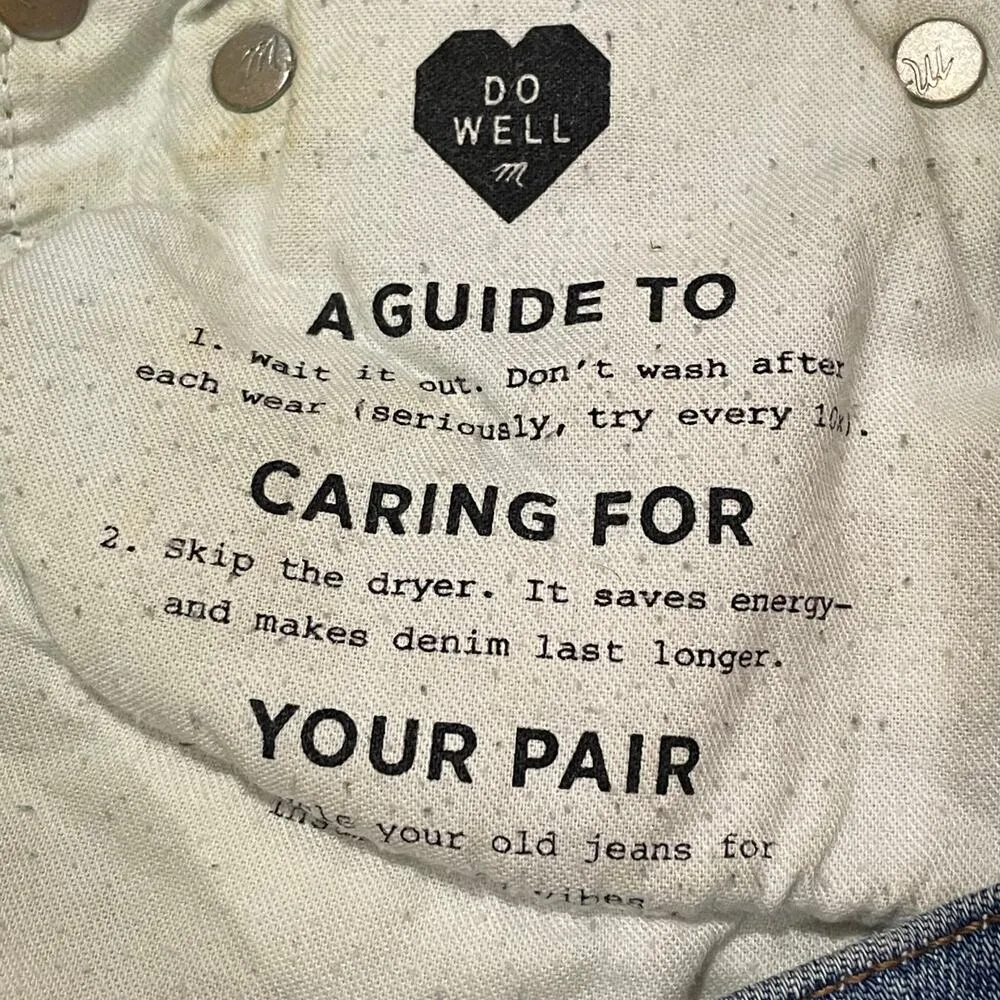 DO
WELL
m
A GUIDE TO
1. Wait it out. Don't wash after
each wear (seriously, try every 10x).
CARING FOR
2. Skip the dryer. It saves energy–
and makes denim last longer.
YOUR PAIR
your old jeans for
vibes